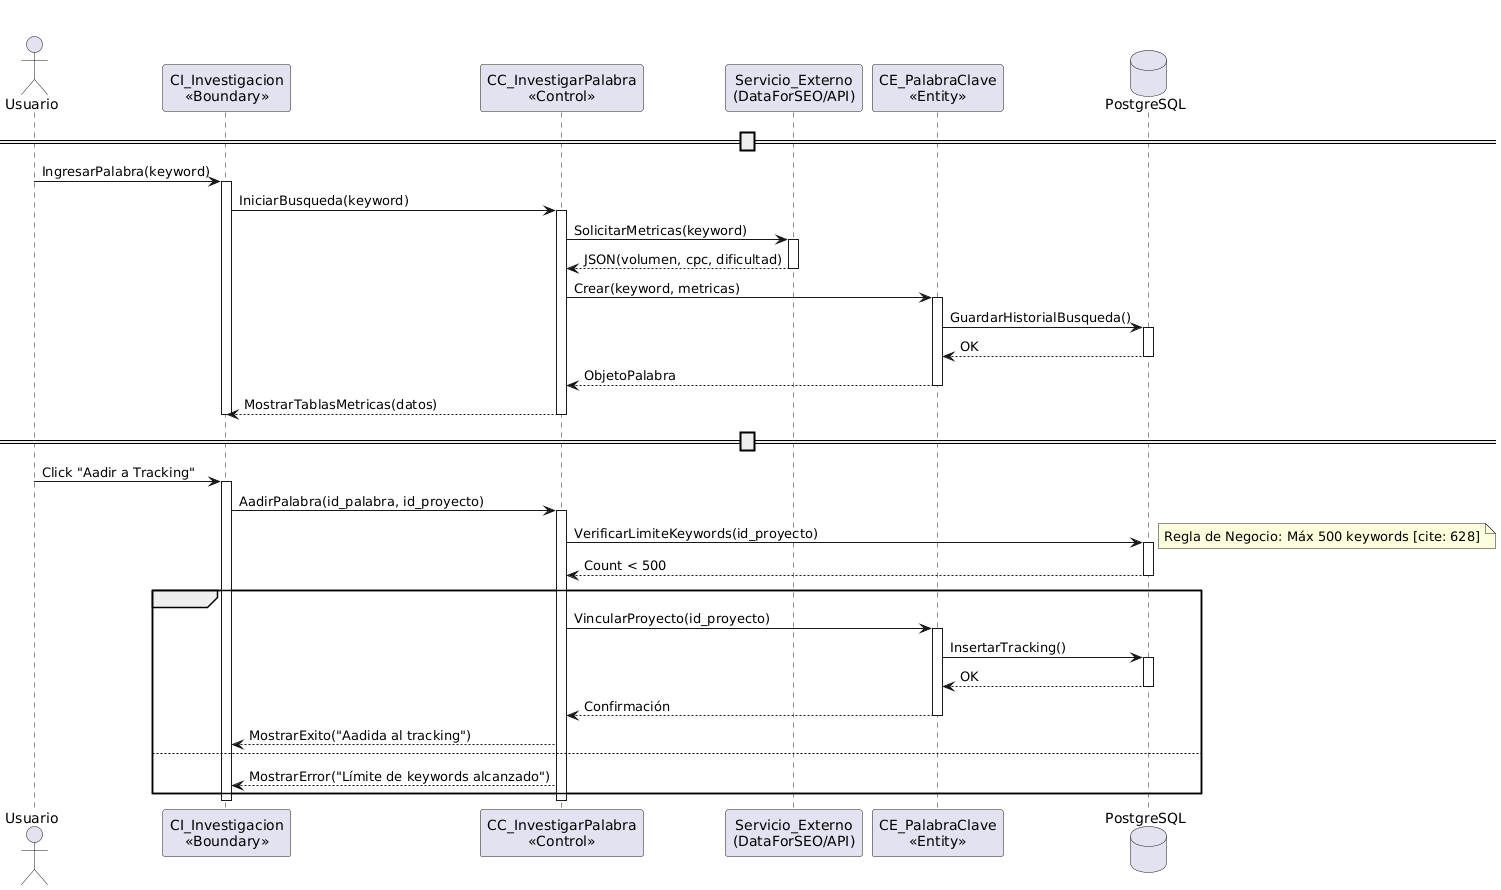 Usuario
CI_Investigacion
«Boundary»
CC_InvestigarPalabra
«Control»
Servicio_Externo
(DataForSEO/API)
CE_PalabraClave
«Entity»
PostgreSQL
IngresarPalabra(keyword)
IniciarBusqueda(keyword)
SolicitarMetricas(keyword)
JSON(volumen, cpc, dificultad)
Crear(keyword, metricas)
GuardarHistorialBusqueda()
OK
ObjetoPalabra
MostrarTablasMetricas(datos)
Click "Aadir a Tracking"
AadirPalabra(id_palabra, id_proyecto)
VerificarLimiteKeywords(id_proyecto)
Regla de Negocio: Máx 500 keywords [cite: 628]
Count < 500
VincularProyecto(id_proyecto)
InsertarTracking()
OK
Confirmación
MostrarExito("Aadida al tracking")
MostrarError("Límite de keywords alcanzado")
Usuario
CI_Investigacion
«Boundary»
CC_InvestigarPalabra
«Control»
Servicio_Externo
(DataForSEO/API)
CE_PalabraClave
«Entity»
PostgreSQL